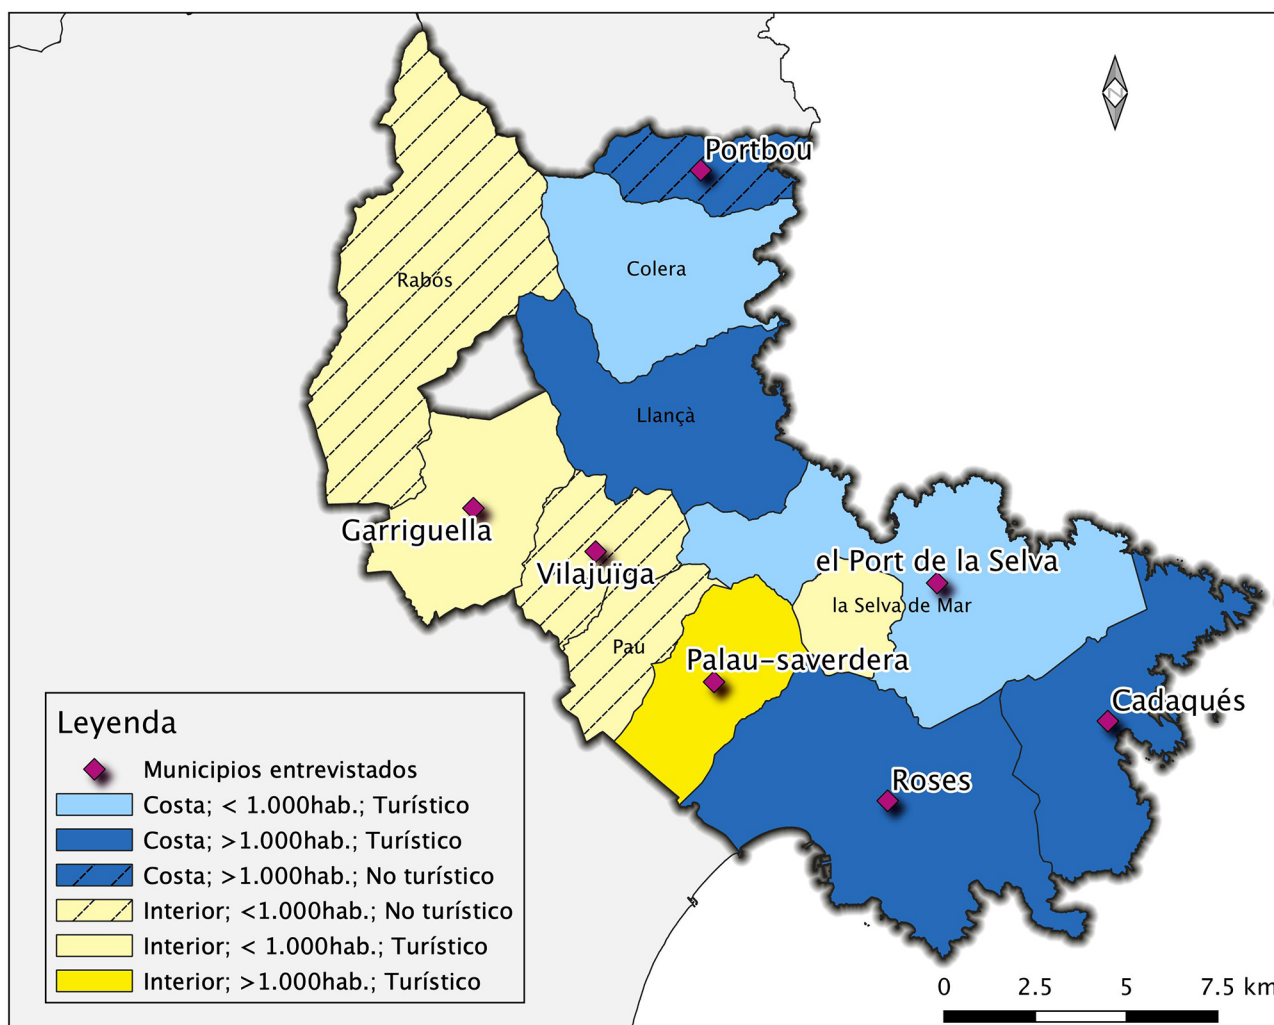 N
Portbou
Colera
Rabós
Llançà
Garriguella
Vilajuïga
el Port de la Selva
la Selva de Mar
Pau
Palau-saverdera
Cadaqués
Roses
Leyenda
Municipios entrevistados
Costa; < 1.000hab.; Turístico
Costa; >1.000hab.; Turístico
Costa; >1.000hab.; No turístico
Interior; <1.000hab.; No turístico
Interior; < 1.000hab.; Turístico
Interior; >1.000hab.; Turístico
0 2.5 5 7.5 km